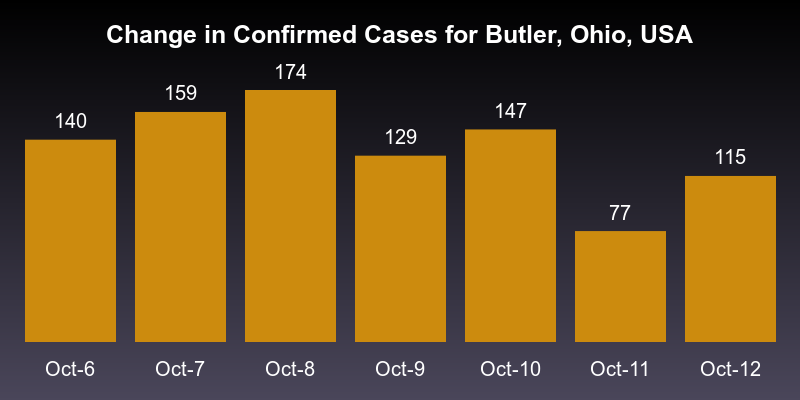 Change in Confirmed Cases for Butler, Ohio, USA
140
159
174
129
147
77
115
Oct-6
Oct-7
Oct-8
Oct-9
Oct-10
Oct-11
Oct-12